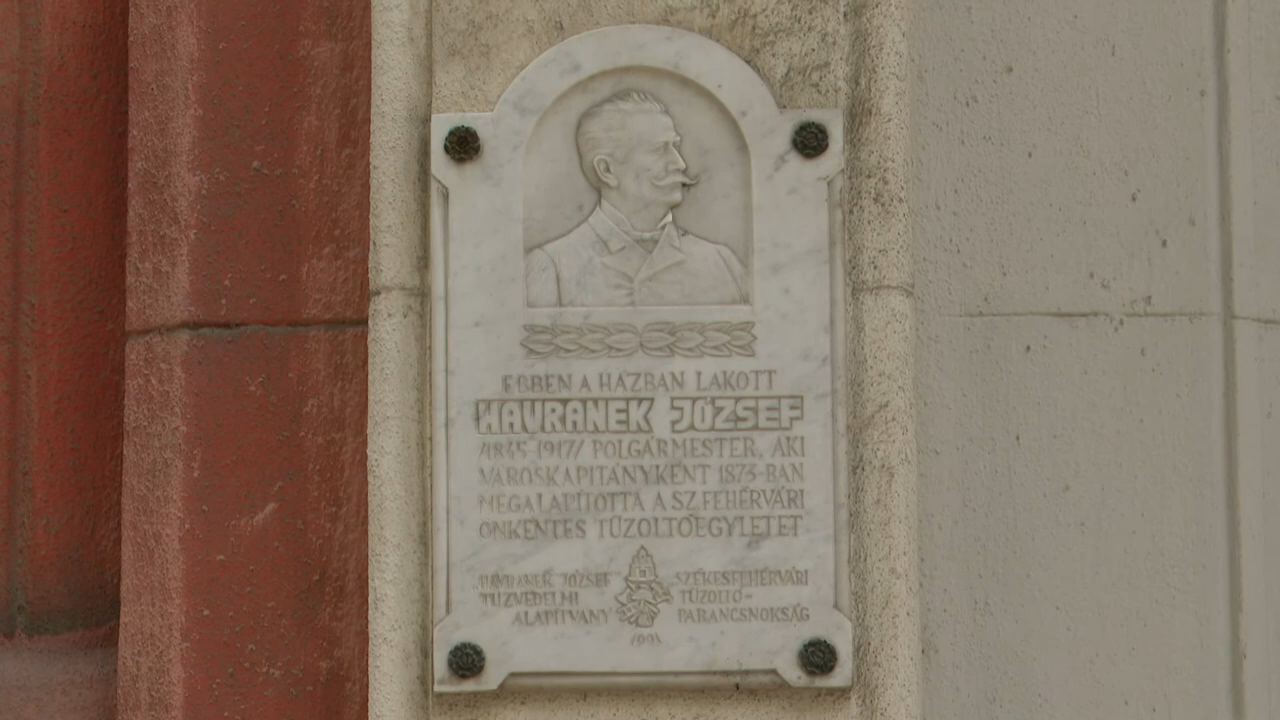 EBBEN A HÁZBAN LAKOTT
HAVRANEK JÓZSEF
/1835-1917/ POLGÁRMESTER, AKI
VÁROSKAPITÁNYKÉNT 1873-BAN
MEGALAPÍTOTTA A SZ.FEHÉRVÁRI
ÖNKÉNTES TŰZOLTÓEGYLETET
„HAVRANEK JÓZSEF”
TŰZVÉDELMI
ALAPÍTVÁNY
SZÉKESFEHÉRVÁRI
TŰZOLTÓ-
PARANCSNOKSÁG